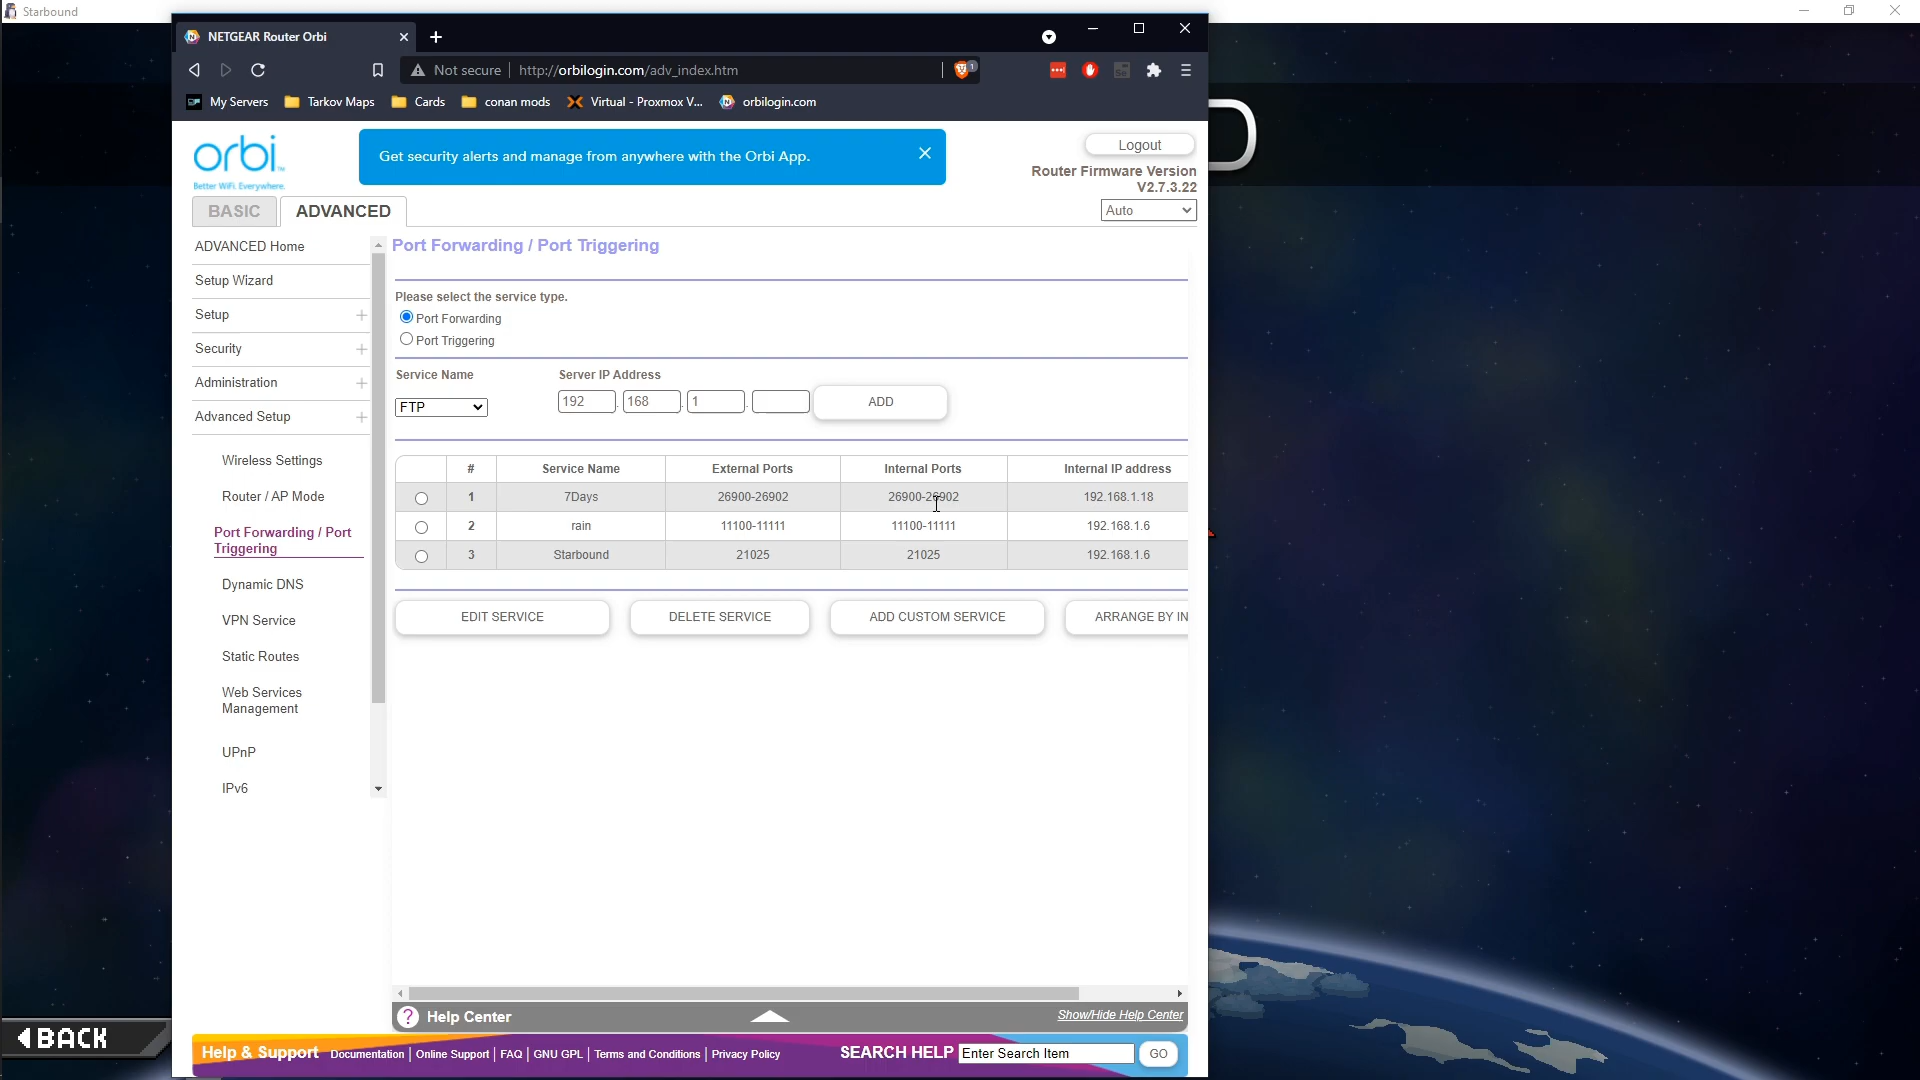 Starbound
NETGEAR Router Orbi
Not secure http://orbilogin.com/adv_index.htm 1
My Servers Tarkov Maps Cards conan mods Virtual - Proxmox V... orbilogin.com
orbi
Better WiFi. Everywhere.
Get security alerts and manage from anywhere with the Orbi App.
Logout
Router Firmware Version
V2.7.3.22
BASIC ADVANCED Auto
ADVANCED Home
Setup Wizard
Setup
Security
Administration
Advanced Setup
Wireless Settings
Router / AP Mode
Port Forwarding / Port
Triggering
Dynamic DNS
VPN Service
Static Routes
Web Services
Management
UPnP
IPv6
Port Forwarding / Port Triggering
Please select the service type.
Port Forwarding
Port Triggering
Service Name Server IP Address
FTP 192 . 168 . 1 . ADD
# Service Name External Ports Internal Ports Internal IP address
1 7Days 26900-26902 26900-26902 192.168.1.18
2 rain 11100-11111 11100-11111 192.168.1.6
3 Starbound 21025 21025 192.168.1.6
EDIT SERVICE DELETE SERVICE ADD CUSTOM SERVICE ARRANGE BY IN
? Help Center Show/Hide Help Center
Help & Support Documentation | Online Support | FAQ | GNU GPL | Terms and Conditions | Privacy Policy SEARCH HELP Enter Search Item GO
BACK
D